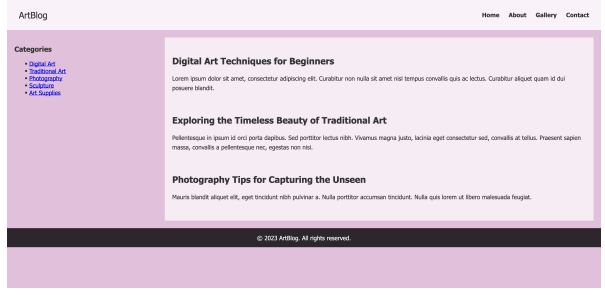 ArtBlog
Home About Gallery Contact
Categories
Digital Art
Traditional Art
Photography
Sculpture
Art Supplies
Digital Art Techniques for Beginners
Lorem ipsum dolor sit amet, consectetur adipiscing elit. Curabitur non nulla sit amet nisl tempus convallis quis ac lectus. Curabitur aliquet quam id dui
posuere blandit.
Exploring the Timeless Beauty of Traditional Art
Pellentesque in ipsum id orci porta dapibus. Sed porttitor lectus nibh. Vivamus magna justo, lacinia eget consectetur sed, convallis at tellus. Praesent sapien
massa, convallis a pellentesque nec, egestas non nisi.
Photography Tips for Capturing the Unseen
Mauris blandit aliquet elit, eget tincidunt nibh pulvinar a. Nulla porttitor accumsan tincidunt. Nulla quis lorem ut libero malesuada feugiat.
© 2023 ArtBlog. All rights reserved.